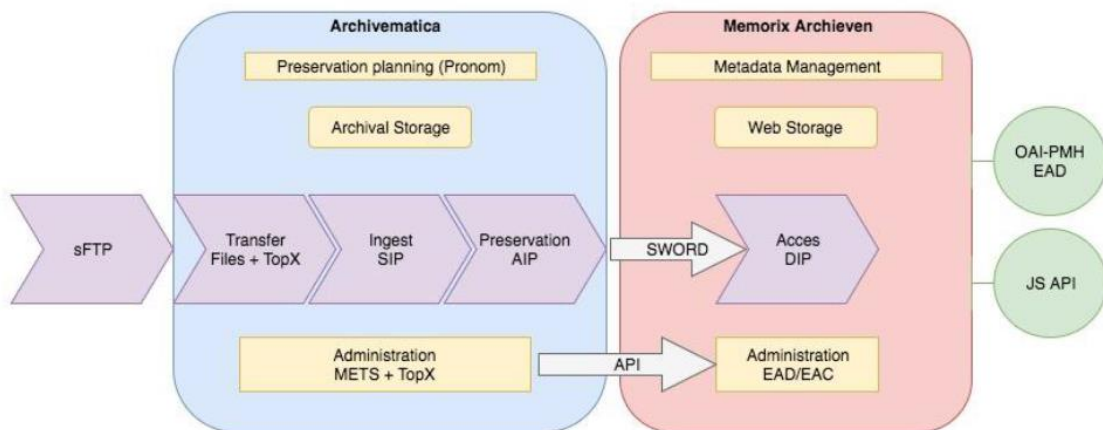 Archivematica
Memorix Archieven
Preservation planning (Pronom)
Metadata Management
Archival Storage
Web Storage
OAI-PMH
EAD
sFTP
Transfer
Files + TopX
Ingest
SIP
Preservation
AIP
SWORD
Acces
DIP
JS API
Administration
METS + TopX
API
Administration
EAD/EAC